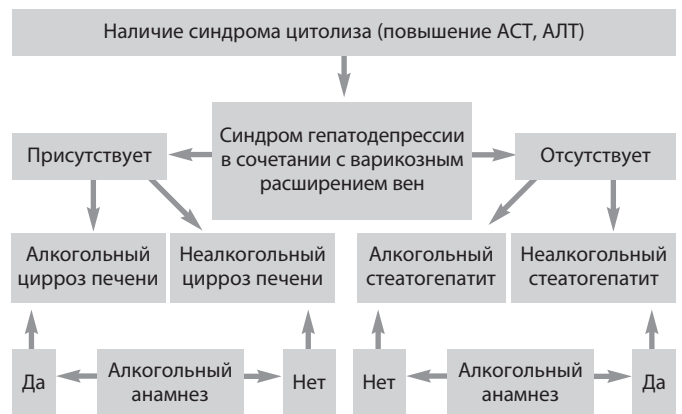 Наличие синдрома цитолиза (повышение АСТ, АЛТ)
Присутствует
Синдром гепатодепрессии
в сочетании с варикозным
расширением вен
Отсутствует
Алкогольный
цирроз печени
Неалкогольный
цирроз печени
Алкогольный
стеатогепатит
Неалкогольный
стеатогепатит
Да
Алкогольный
анамнез
Нет
Нет
Алкогольный
анамнез
Да